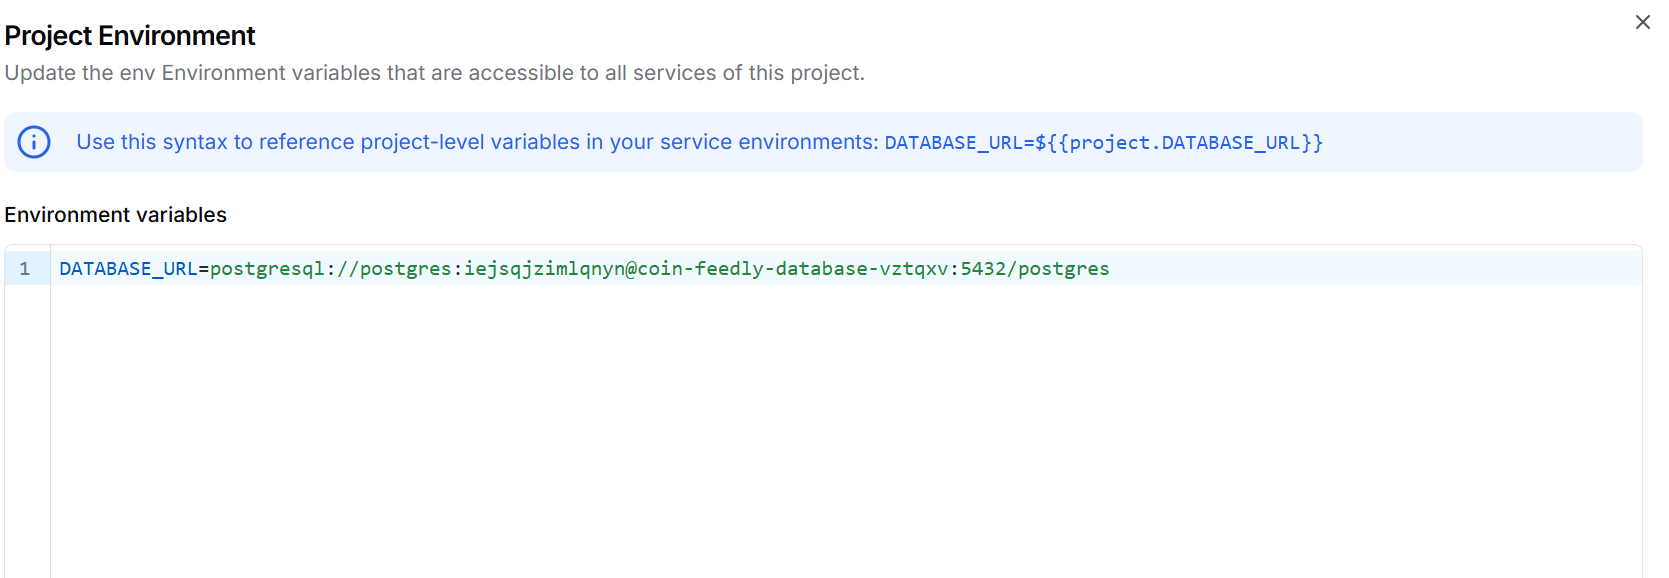 Project Environment
Update the env Environment variables that are accessible to all services of this project.
Use this syntax to reference project-level variables in your service environments: DATABASE_URL=${{project.DATABASE_URL}}
Environment variables
1 DATABASE_URL=postgresql://postgres:iejsqjzimlqnyn@coin-feedly-database-vztqxv:5432/postgres